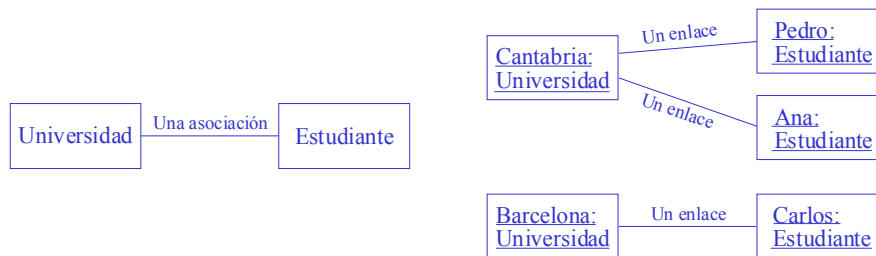 Universidad
Una asociación
Estudiante
Cantabria:
Universidad
Un enlace
Pedro:
Estudiante
Un enlace
Ana:
Estudiante
Barcelona:
Universidad
Un enlace
Carlos:
Estudiante